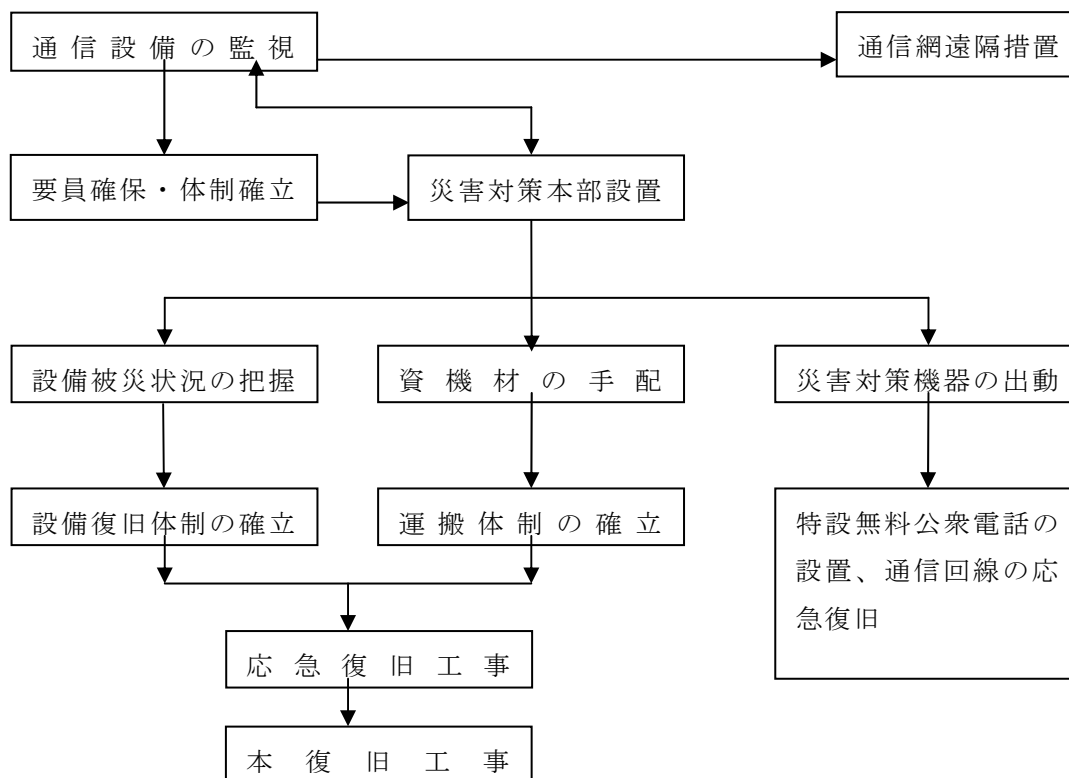 通信設備の監視
通信網遠隔措置
要員確保・体制確立
災害対策本部設置
設備被災状況の把握
資機材の手配
災害対策機器の出動
設備復旧体制の確立
運搬体制の確立
特設無料公衆電話の
設置、通信回線の応
急復旧
応急復旧工事
本復旧工事